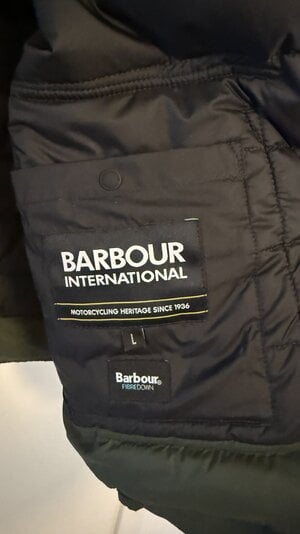 BARBOUR
INTERNATIONAL
MOTORCYCLING HERITAGE SINCE 1936
L
Barbour®
FIBREDOWN